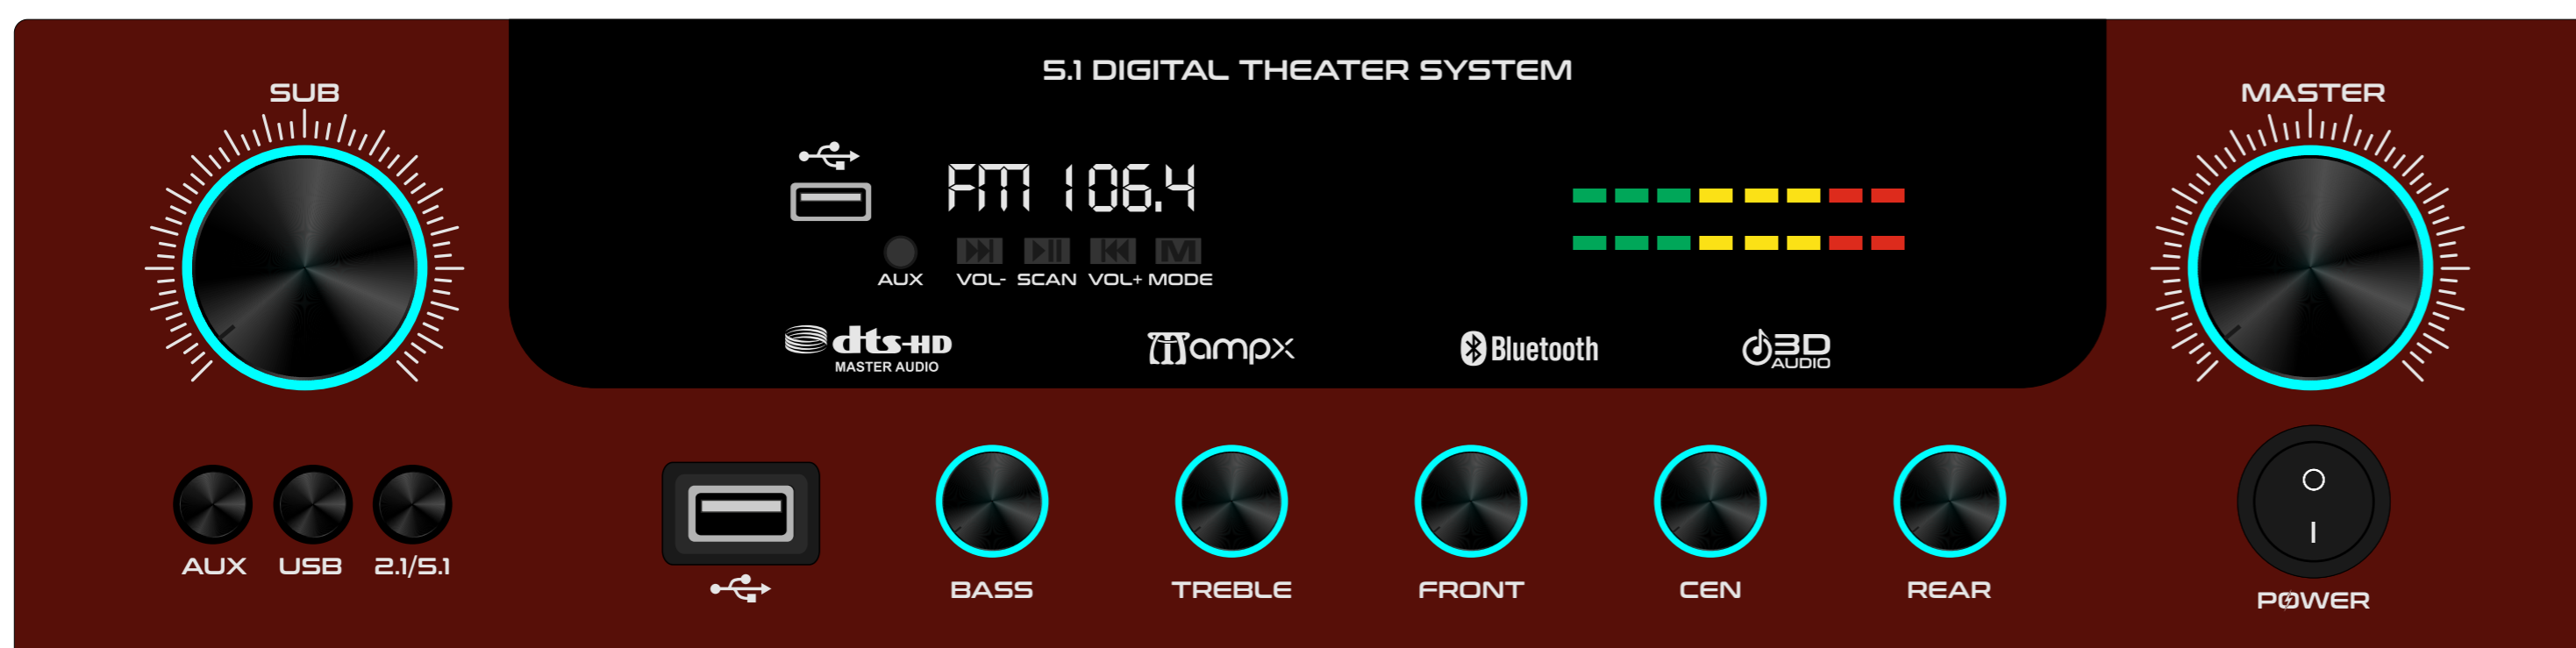 5.1 DIGITAL THEATER SYSTEM
SUB
MASTER
FM 106.4
M
AUX VOL- SCAN VOL+ MODE
dts-HD
MASTER AUDIO
ampx
Bluetooth
3D
AUDIO
AUX USB 2.1/5.1
BASS TREBLE FRONT CEN REAR
POWER